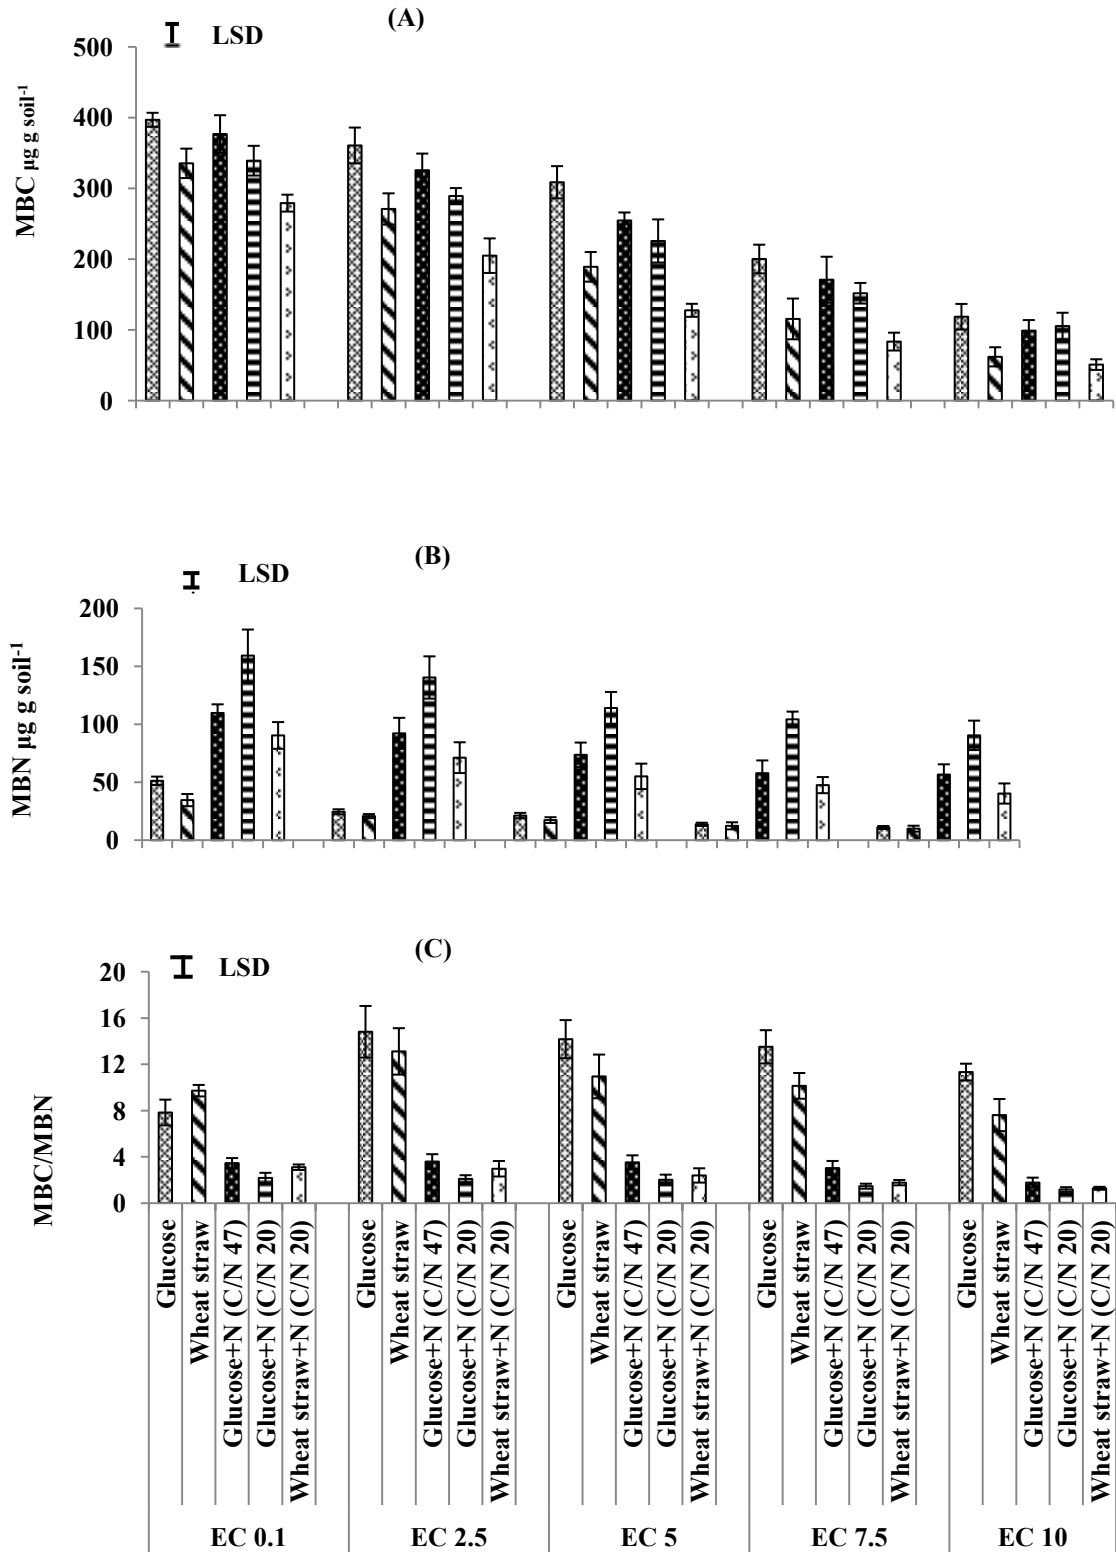 (A)
LSD
MBC µg g soil-1
500
400
300
200
100
0
(B)
LSD
MBN µg g soil-1
200
150
100
50
0
(C)
LSD
MBC/MBN
20
16
12
8
4
0
Glucose
Wheat straw
Glucose+N (C/N 47)
Glucose+N (C/N 20)
Wheat straw+N (C/N 20)
Glucose
Wheat straw
Glucose+N (C/N 47)
Glucose+N (C/N 20)
Wheat straw+N (C/N 20)
Glucose
Wheat straw
Glucose+N (C/N 47)
Glucose+N (C/N 20)
Wheat straw+N (C/N 20)
Glucose
Wheat straw
Glucose+N (C/N 47)
Glucose+N (C/N 20)
Wheat straw+N (C/N 20)
Glucose
Wheat straw
Glucose+N (C/N 47)
Glucose+N (C/N 20)
Wheat straw+N (C/N 20)
EC 0.1
EC 2.5
EC 5
EC 7.5
EC 10